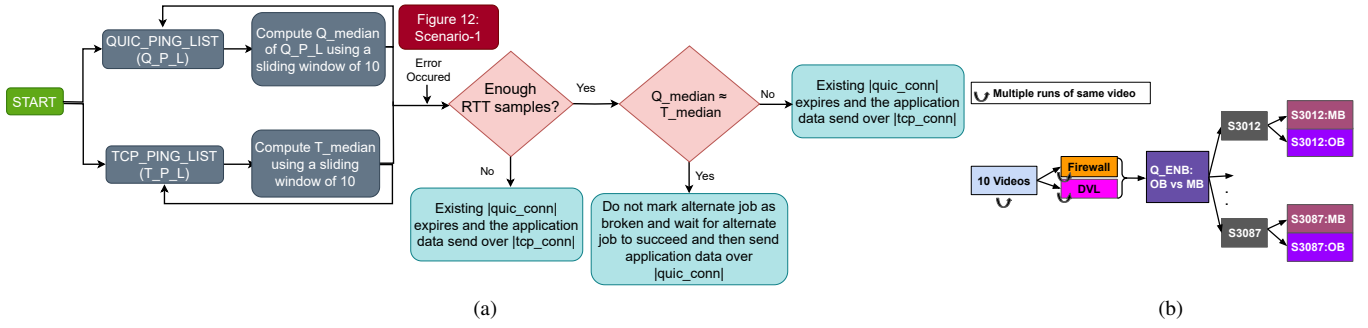 START
QUIC_PING_LIST
(Q_P_L)
Compute Q_median
of Q_P_L using a
sliding window of 10
TCP_PING_LIST
(T_P_L)
Compute T_median
using a sliding
window of 10
Figure 12:
Scenario-1
Error
Occured
Enough
RTT samples?
Yes
No
Existing |quic_conn|
expires and the application
data send over |tcp_conn|
Q_median ≈
T_median
No
Existing |quic_conn|
expires and the application
data send over |tcp_conn|
Yes
Do not mark alternate job as
broken and wait for alternate
job to succeed and then send
application data over
|quic_conn|
(a)
Multiple runs of same video
10 Videos
Firewall
DVL
Q_ENB:
OB vs MB
S3012
S3012:MB
S3012:OB
S3087
S3087:MB
S3087:OB
(b)